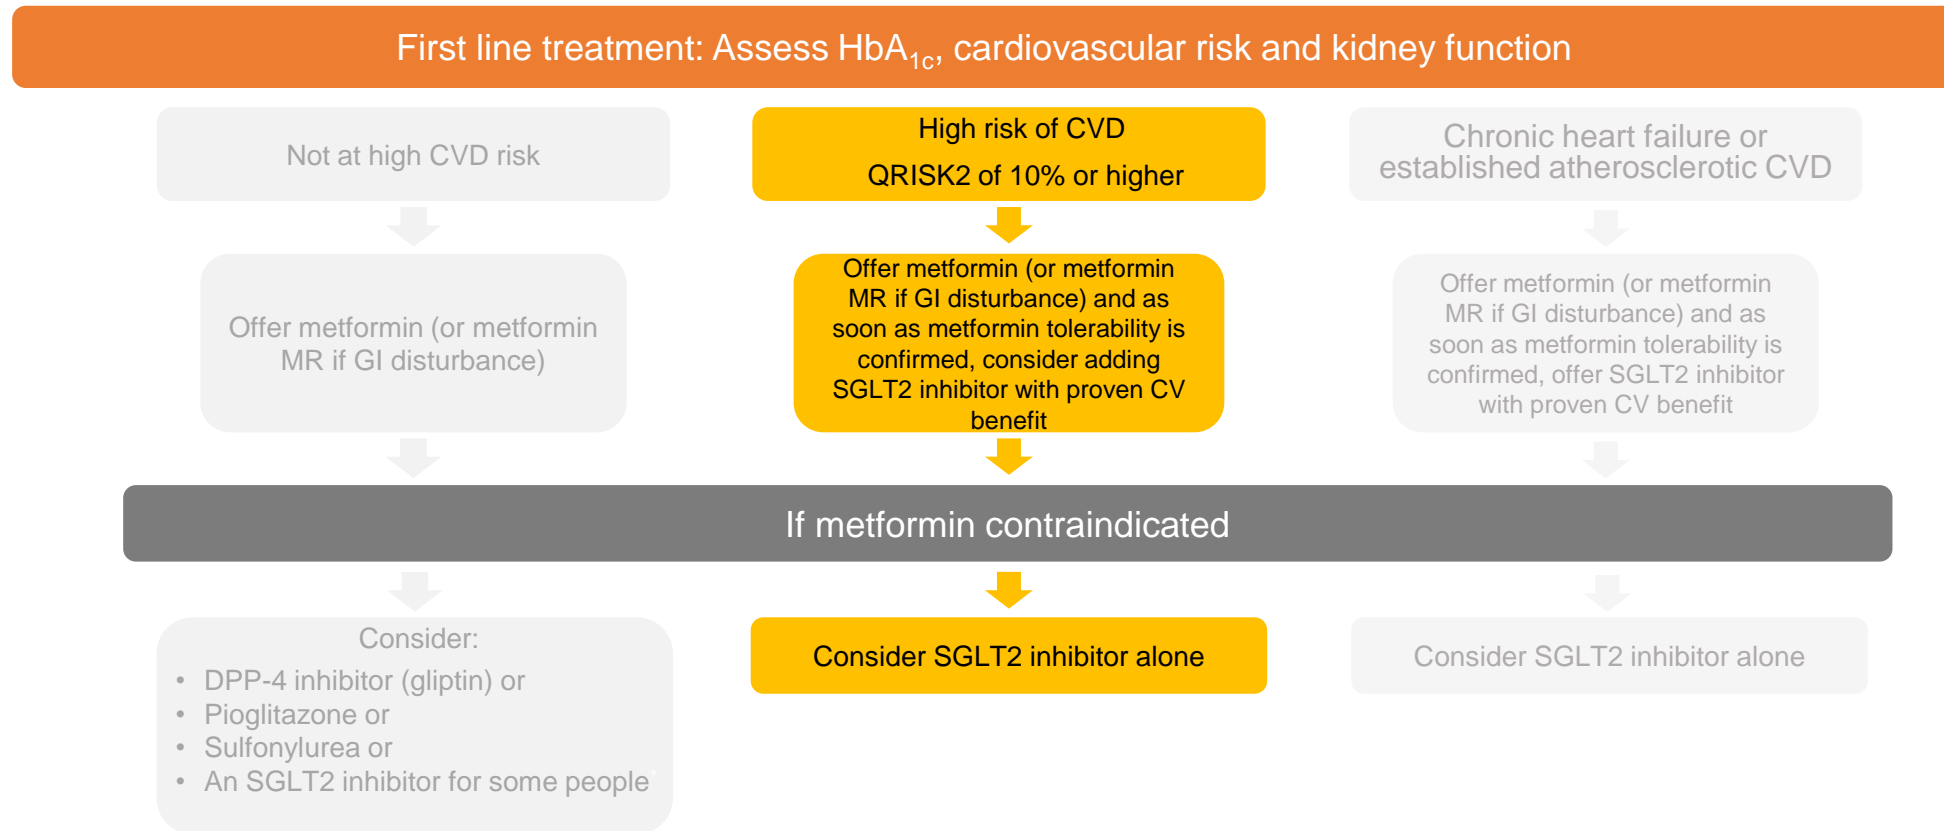 First line treatment: Assess HbA1c, cardiovascular risk and kidney function
Not at high CVD risk
High risk of CVD
QRISK2 of 10% or higher
Chronic heart failure or
established atherosclerotic CVD
Offer metformin (or metformin
MR if GI disturbance)
Offer metformin (or metformin
MR if GI disturbance) and as
soon as metformin tolerability is
confirmed, consider adding
SGLT2 inhibitor with proven CV
benefit
Offer metformin (or metformin
MR if GI disturbance) and as
soon as metformin tolerability is
confirmed, offer SGLT2 inhibitor
with proven CV benefit
If metformin contraindicated
Consider:
• DPP-4 inhibitor (gliptin) or
• Pioglitazone or
• Sulfonylurea or
• An SGLT2 inhibitor for some people
Consider SGLT2 inhibitor alone
Consider SGLT2 inhibitor alone